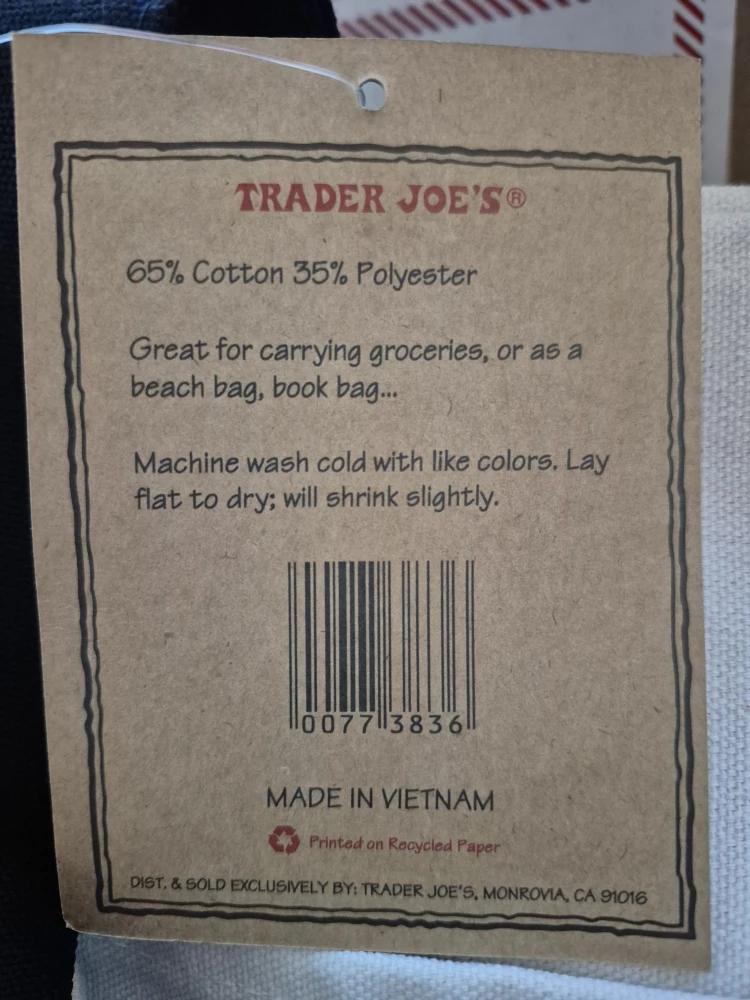 TRADER JOE'S®
65% Cotton 35% Polyester
Great for carrying groceries, or as a
beach bag, book bag...
Machine wash cold with like colors. Lay
flat to dry; will shrink slightly.
0077 3836
MADE IN VIETNAM
Printed on Recycled Paper
DIST. & SOLD EXCLUSIVELY BY: TRADER JOE'S, MONROVIA, CA 91016